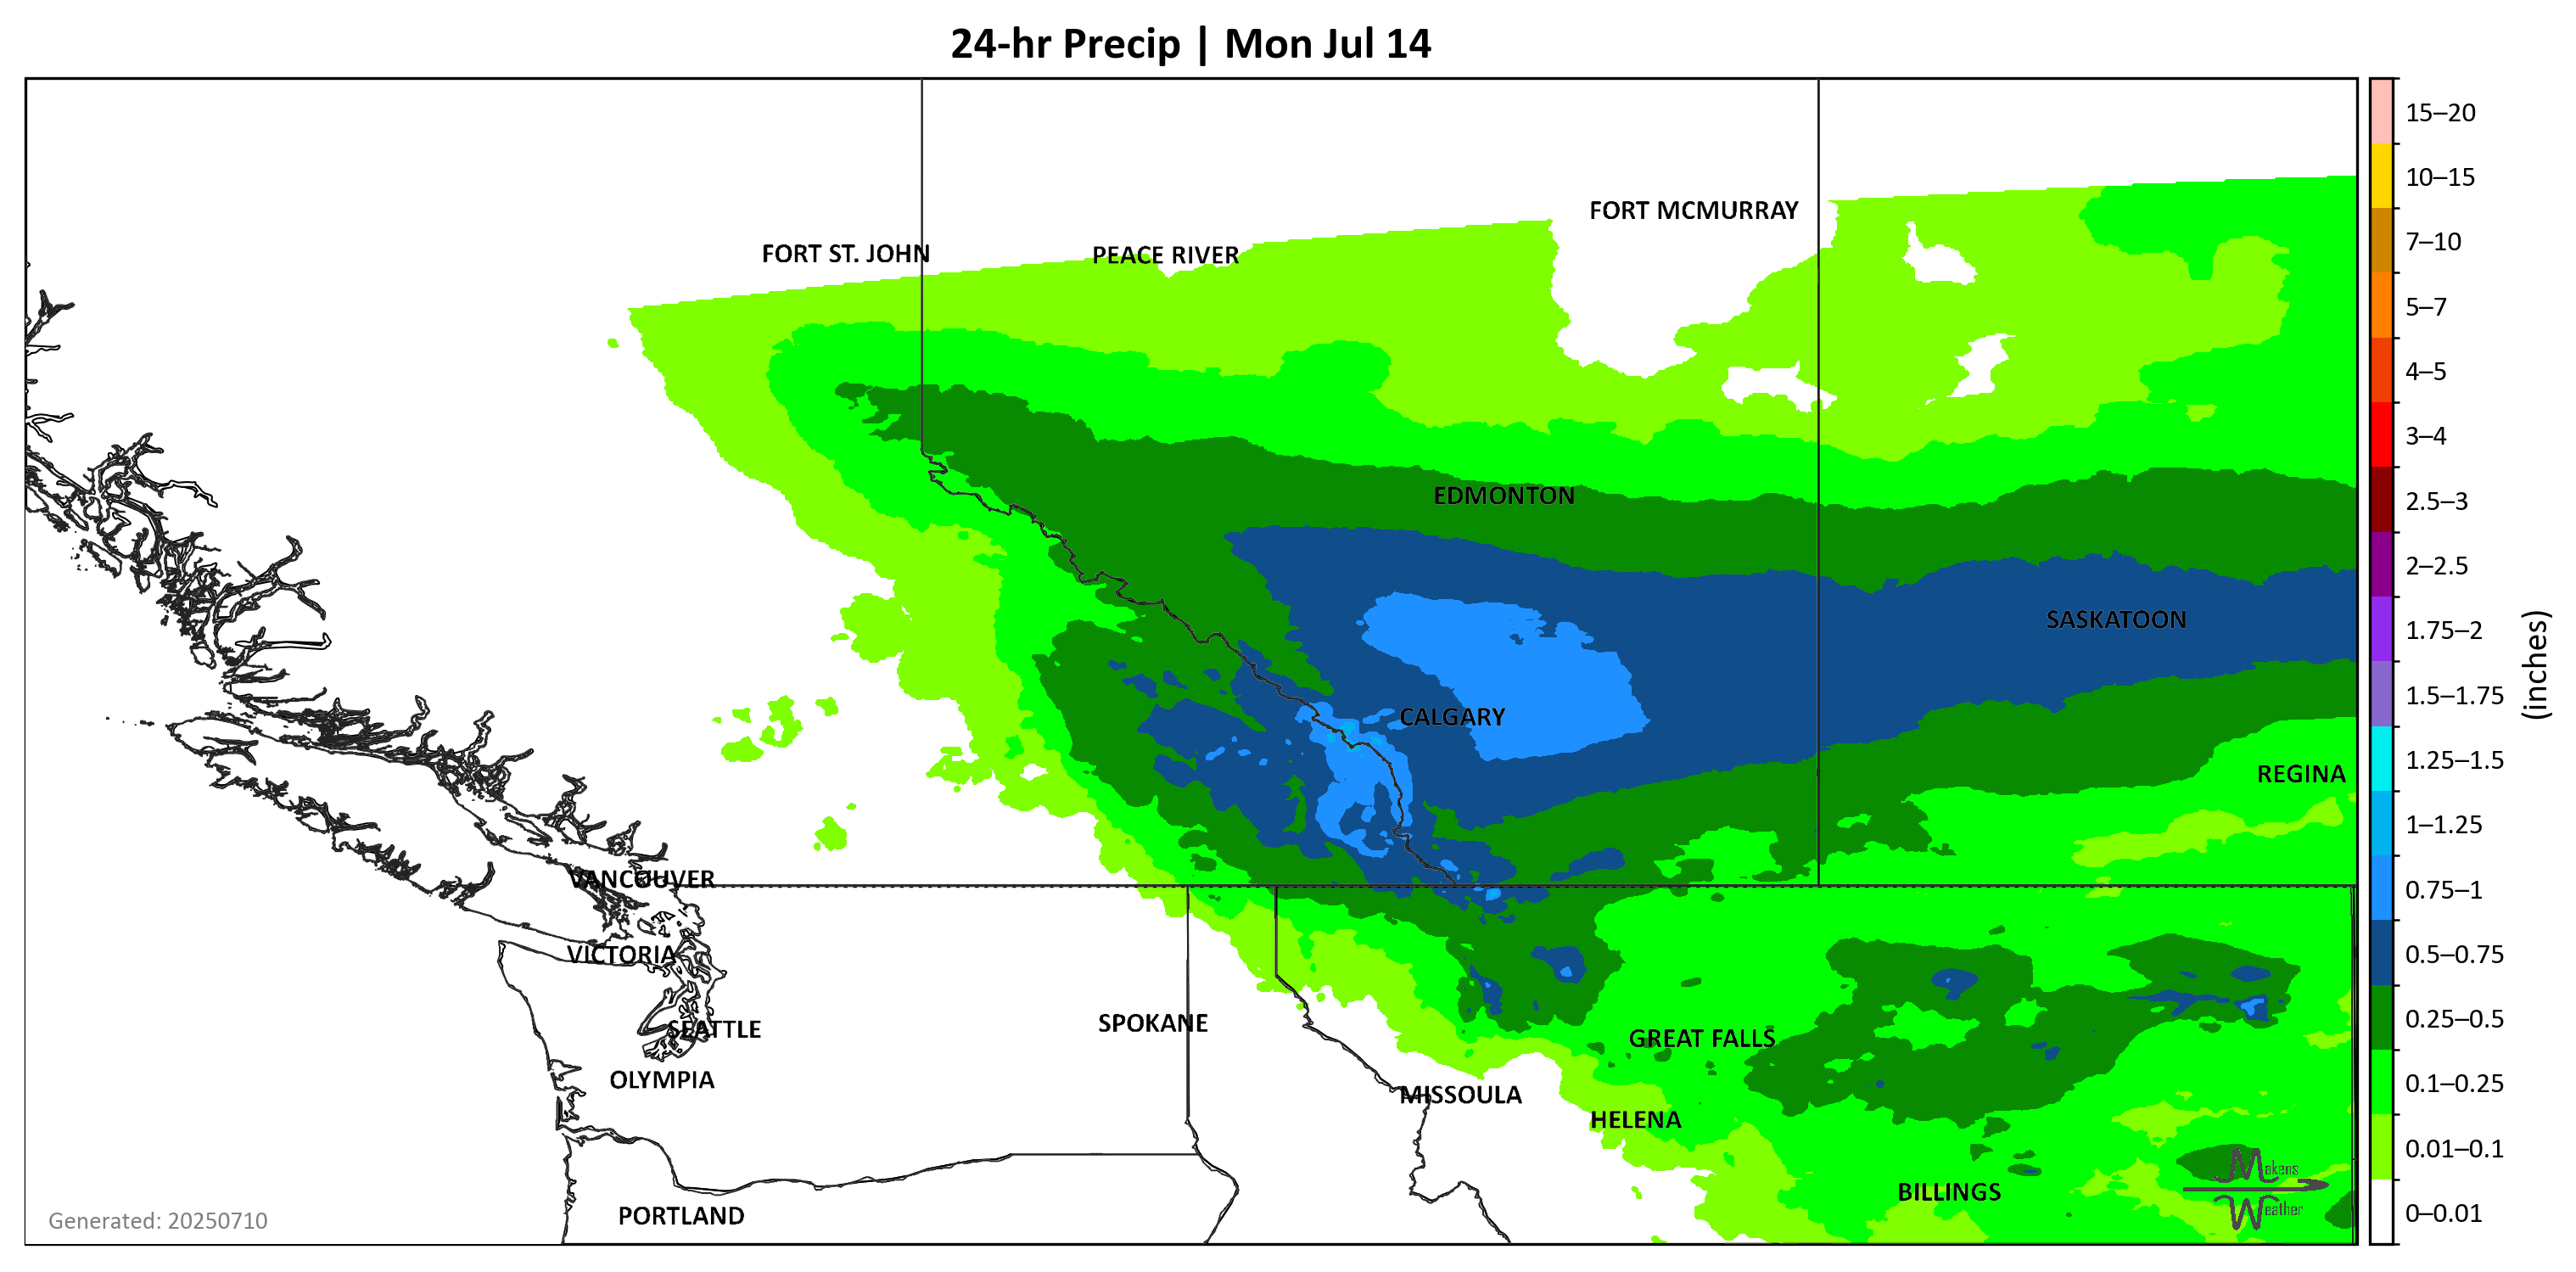 24-hr Precip | Mon Jul 14
15–20
10–15
7–10
5–7
4–5
3–4
2.5–3
2–2.5
1.75–2
1.5–1.75
1.25–1.5
1–1.25
0.75–1
0.5–0.75
0.25–0.5
0.1–0.25
0.01–0.1
0–0.01
(inches)
FORT MCMURRAY
FORT ST. JOHN
PEACE RIVER
EDMONTON
SASKATOON
CALGARY
REGINA
VANCOUVER
VICTORIA
SPOKANE
SEATTLE
GREAT FALLS
OLYMPIA
MISSOULA
HELENA
BILLINGS
PORTLAND
Makens
Weather
Generated: 20250710